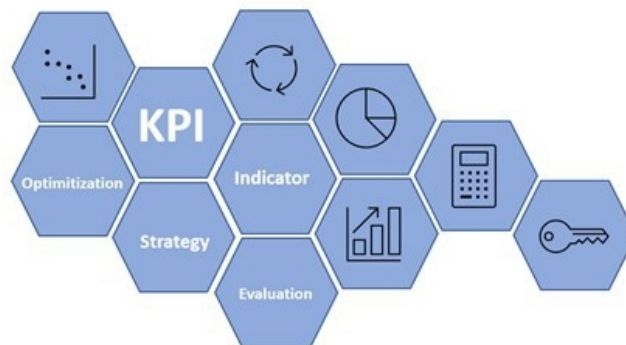 KPI
Optimitization
Indicator
Strategy
Evaluation